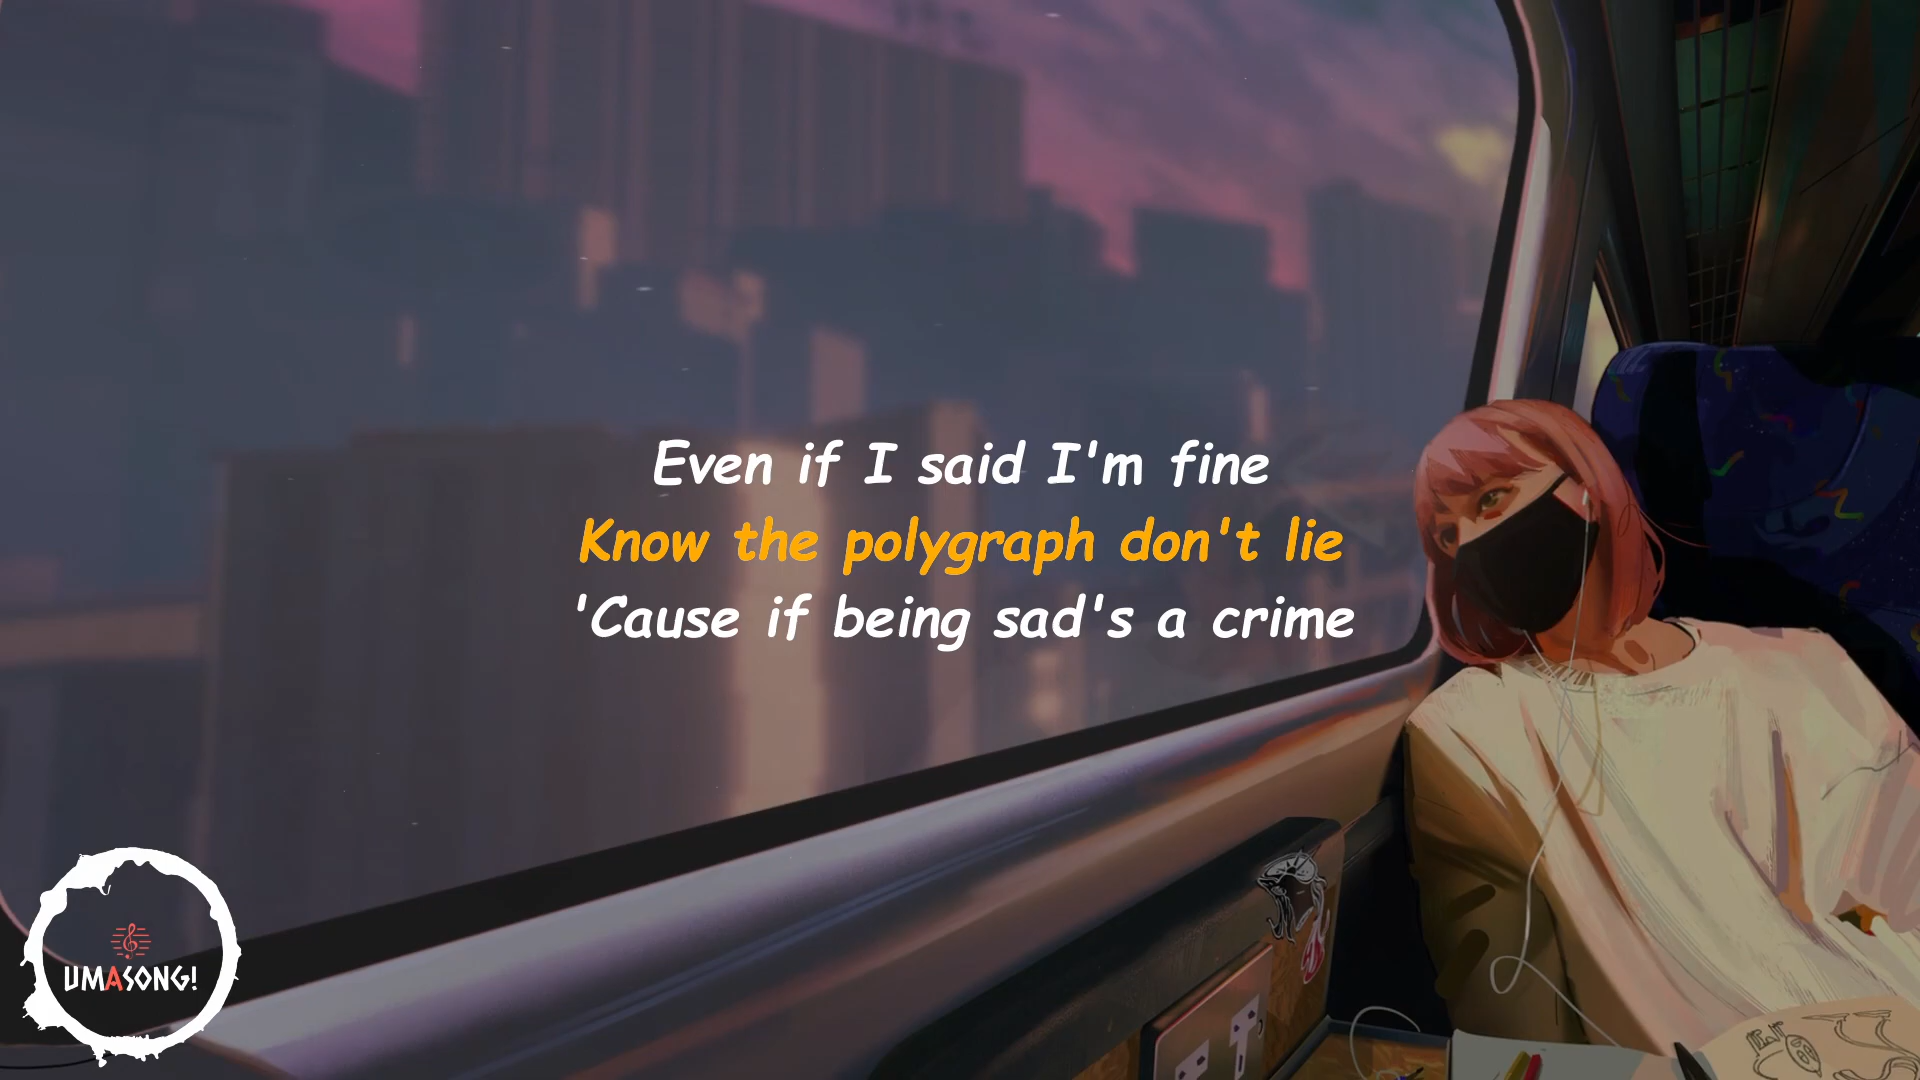 Even if I said I'm fine
Know the polygraph don't lie
'Cause if being sad's a crime
UMASONG!